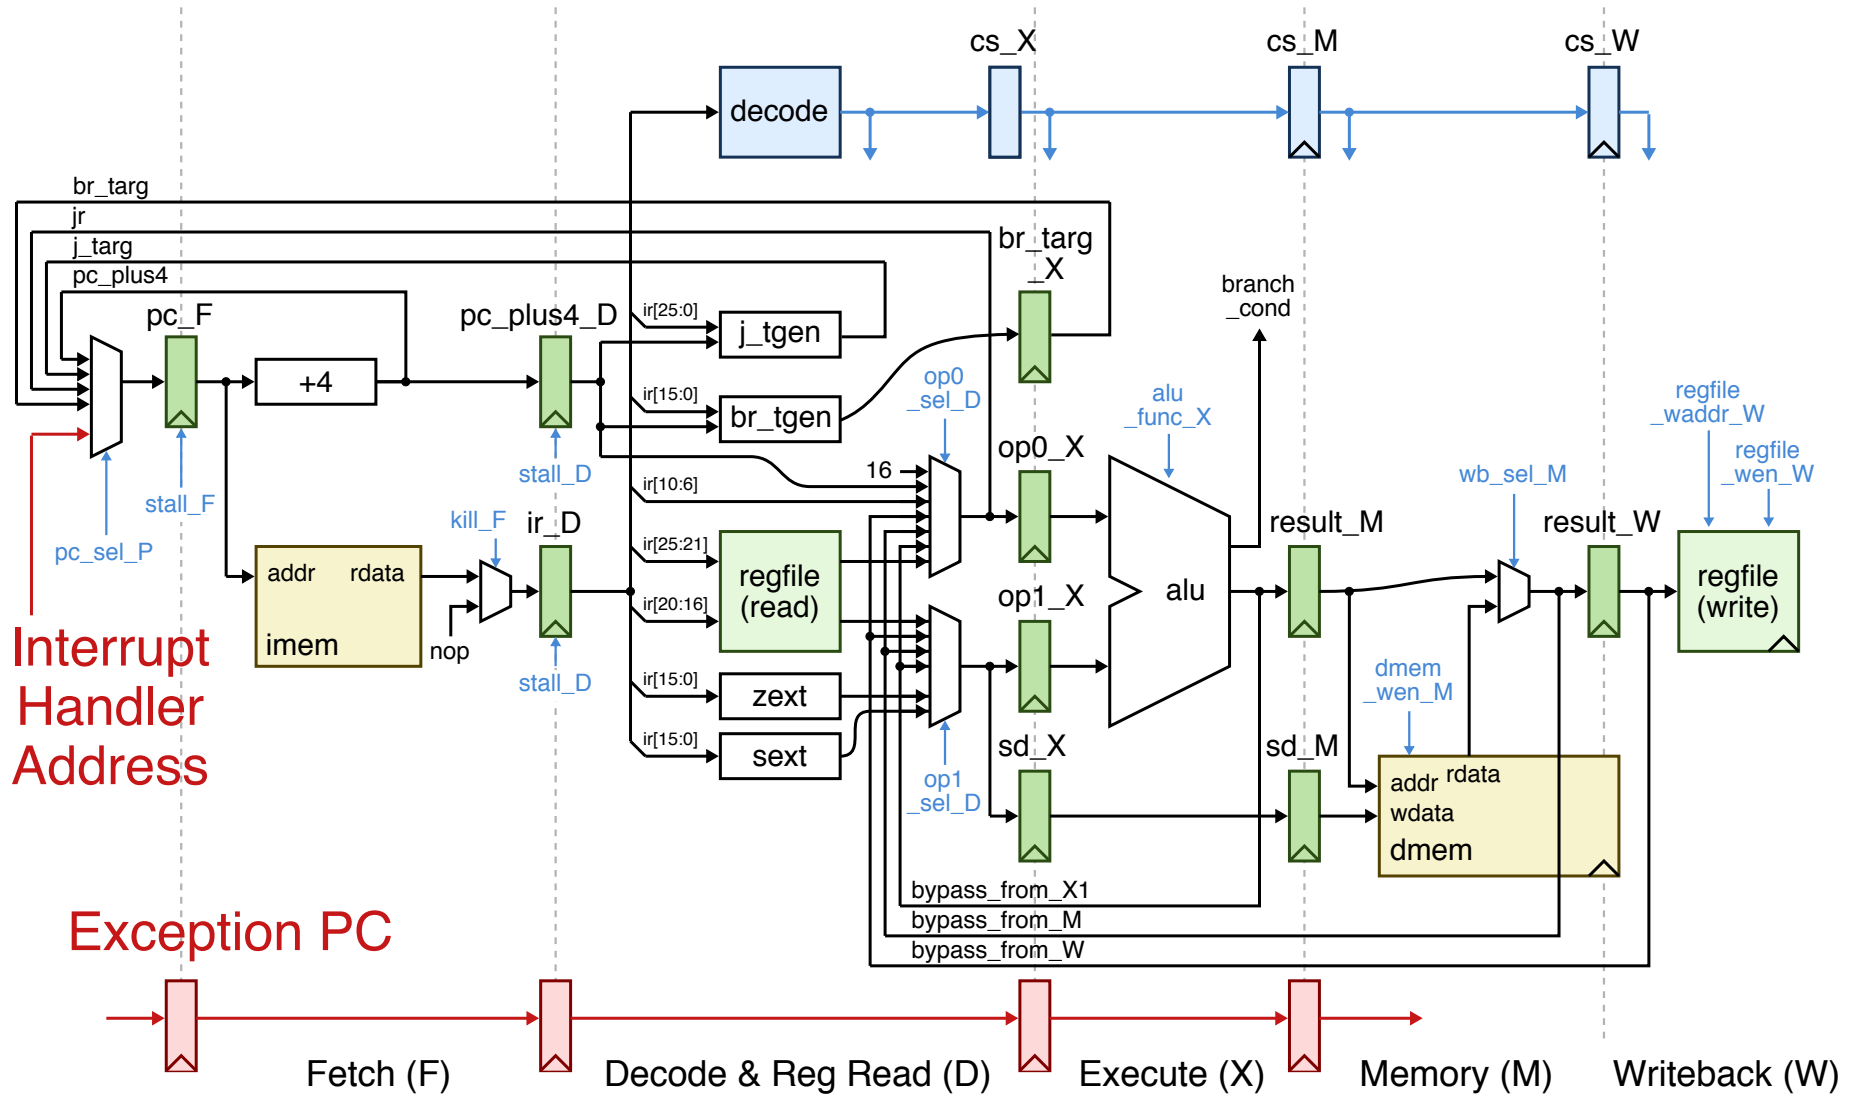 cs_X
cs_M
cs_W
decode
br_targ
jr
j_targ
pc_plus4
br_targ
_X
branch
_cond
pc_F
pc_plus4_D
ir[25:0]
j_tgen
+4
ir[15:0]
br_tgen
op0
_sel_D
alu
_func_X
regfile
_waddr_W
regfile
_wen_W
stall_F
stall_D
16
op0_X
wb_sel_M
ir[10:6]
pc_sel_P
kill_F
ir_D
result_M
result_W
ir[25:21]
addr
rdata
imem
nop
regfile
(read)
ir[20:16]
op1_X
alu
regfile
(write)
Interrupt
Handler
Address
stall_D
ir[15:0]
zext
ir[15:0]
sext
op1
_sel_D
sd_X
sd_M
dmem
_wen_M
addr
rdata
wdata
dmem
bypass_from_X1
bypass_from_M
bypass_from_W
Exception PC
Fetch (F)
Decode & Reg Read (D)
Execute (X)
Memory (M)
Writeback (W)